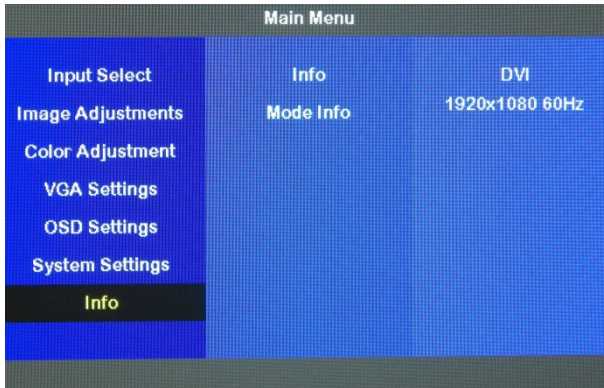 Main Menu
Input Select
Image Adjustments
Color Adjustment
VGA Settings
OSD Settings
System Settings
Info
Info
Mode Info
DVI
1920x1080 60Hz